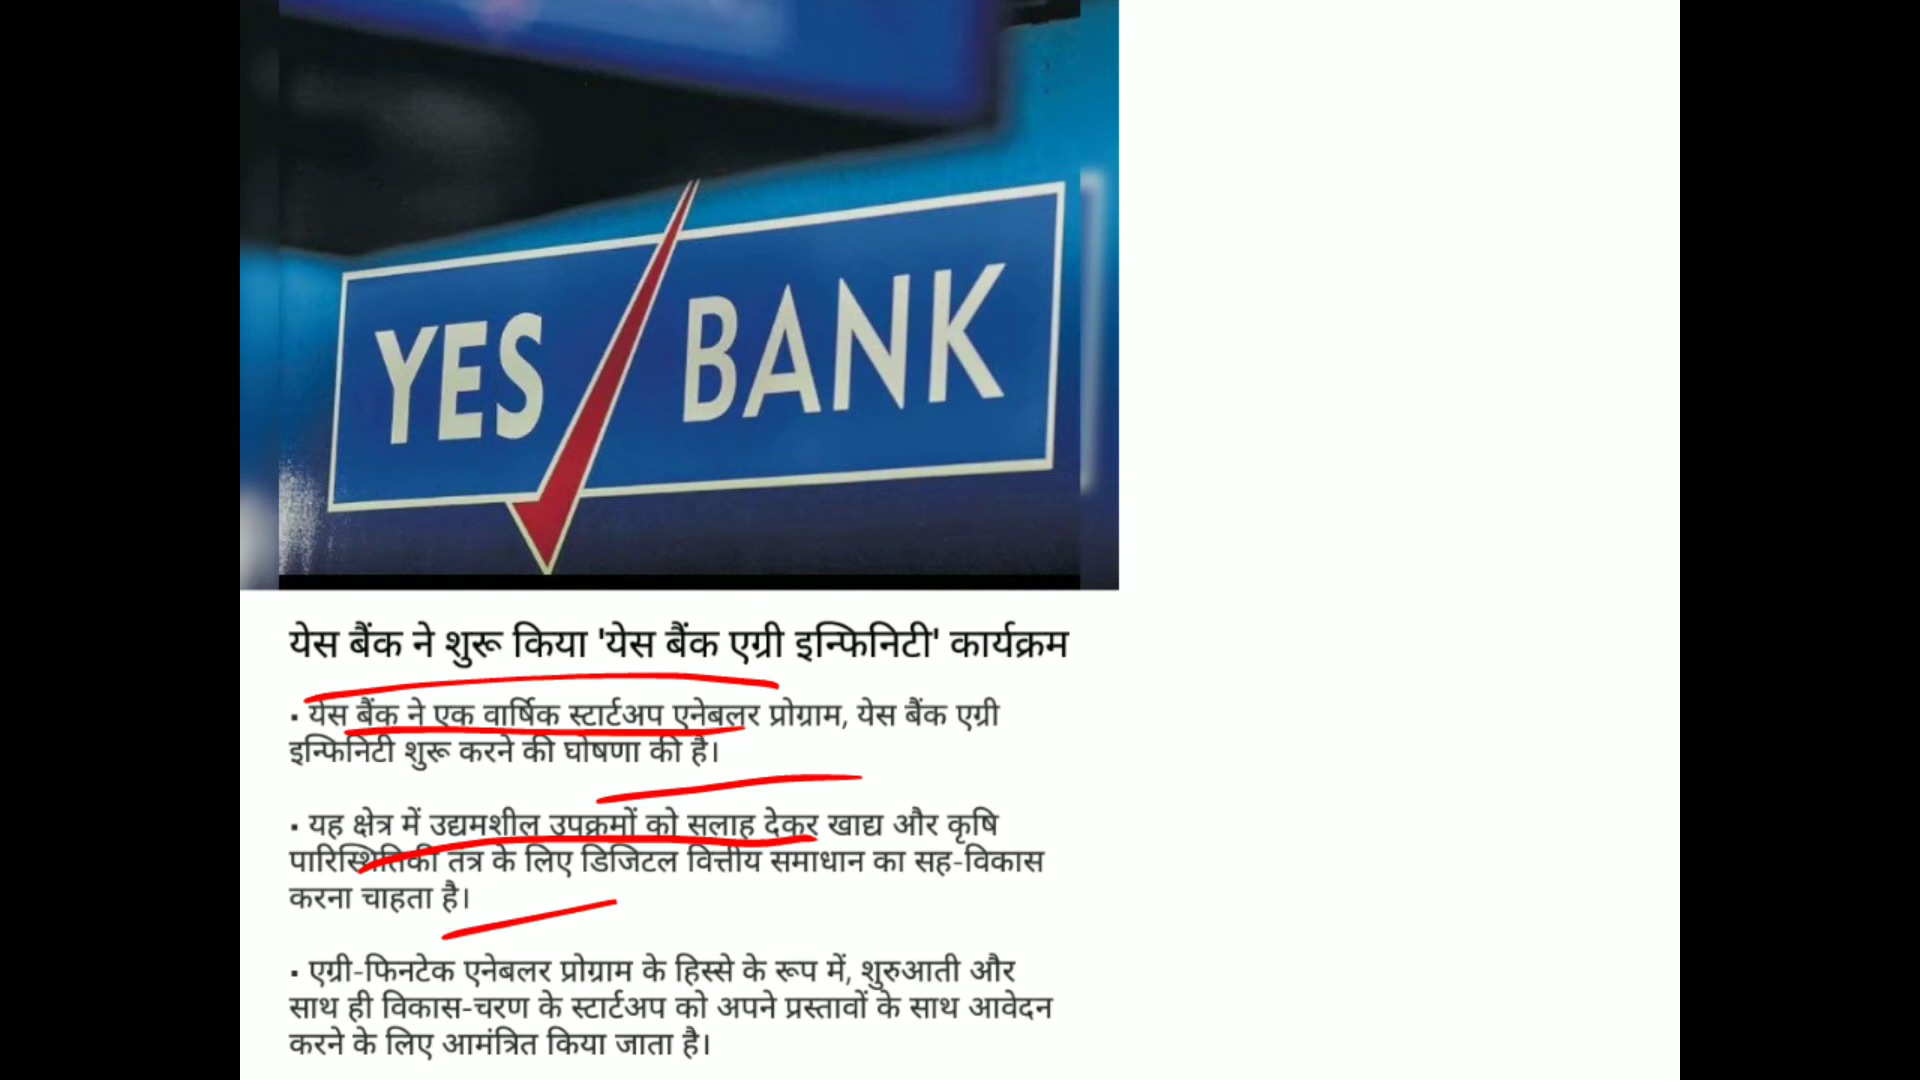 YES BANK
येस बैंक ने शुरू किया 'येस बैंक एग्री इन्फिनिटी' कार्यक्रम
▪ येस बैंक ने एक वार्षिक स्टार्टअप एनेबलर प्रोग्राम, येस बैंक एग्री
इन्फिनिटी शुरू करने की घोषणा की है।
▪ यह क्षेत्र में उद्यमशील उपक्रमों को सलाह देकर खाद्य और कृषि
पारिस्थितिकी तंत्र के लिए डिजिटल वित्तीय समाधान का सह-विकास
करना चाहता है।
▪ एग्री-फिनटेक एनेबलर प्रोग्राम के हिस्से के रूप में, शुरुआती और
साथ ही विकास-चरण के स्टार्टअप को अपने प्रस्तावों के साथ आवेदन
करने के लिए आमंत्रित किया जाता है।